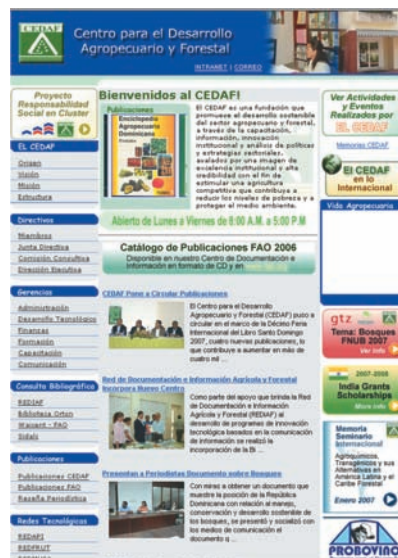 CEDAF
Centro para el Desarrollo
Agropecuario y Forestal
INTRANET | CORREO
Proyecto
Responsabilidad
Social en Cluster
EL CEDAF
Origen
Visión
Misión
Estructura
Directivos
Miembros
Junta Directiva
Comisión Consultiva
Dirección Ejecutiva
Gerencias
Administración
Desarrollo Tecnológico
Finanzas
Formación
Capacitación
Comunicación
Consulta Bibliográfica
REDIAF
Biblioteca Orton
Waicent - FAO
Sidals
Publicaciones
Publicaciones CEDAF
Publicaciones FAO
Reseña Periodística
Redes Tecnológicas
REDAPI
REDFRUT
Bienvenidos al CEDAF!
Publicaciones
Enciclopedia
Agropecuaria
Dominicana
El CEDAF es una fundación que
promueve el desarrollo sostenible
del sector agropecuario y forestal,
a través de la capacitación,
información, innovación
institucional y análisis de políticas
y estrategias sectoriales,
avalados por una imagen de
excelencia institucional y alta
credibilidad con el fin de
estimular una agricultura
competitiva que contribuya a
reducir los niveles de pobreza y a
proteger el medio ambiente.
Abierto de Lunes a Viernes de 8:00 A.M. a 5:00 P.M
Catálogo de Publicaciones FAO 2006
Disponible en nuestro Centro de Documentación e
Información en formato de CD y en
CEDAF Pone a Circular Publicaciones
El Centro para el Desarrollo
Agropecuario y Forestal (CEDAF) puso a
circular en el marco de la Décimo Feria
Internacional del Libro Santo Domingo
2007, cuatro nuevas publicaciones, lo
que contribuye a aumentar en más de
cuatro mil ...
Red de Documentación e Información Agrícola y Forestal
Incorpora Nuevo Centro
Como parte del apoyo que brinda la Red
de Documentación e Información
Agrícola y Forestal (REDIAF) al
desarrollo de programas de innovación
tecnológica basados en la comunicación
de información se realizó la
incorporación de la Bi ...
Presentan a Periodistas Documento sobre Bosques
Con miras a obtener un documento que
muestre la posición de la República
Dominicana con relación al manejo,
conservación y desarrollo sostenible de
los bosques, se presentó y socializó con
los medios de comunicación el
documento q ...
Ver Actividades
y Eventos
Realizados por
EL CEDAF
Memorias CEDAF
El CEDAF
en lo
Internacional
Vida Agropecuaria
gtz
Tema: Bosques
FNUB 2007
Ver info
2007-2008
India Grants
Scholarships
More info
Memoria
Seminario
Internacional
Agroquímicos,
Transgénicos y sus
Alternativas en
América Latina y el
Caribe Forestal
Enero 2007
PROBOVINO